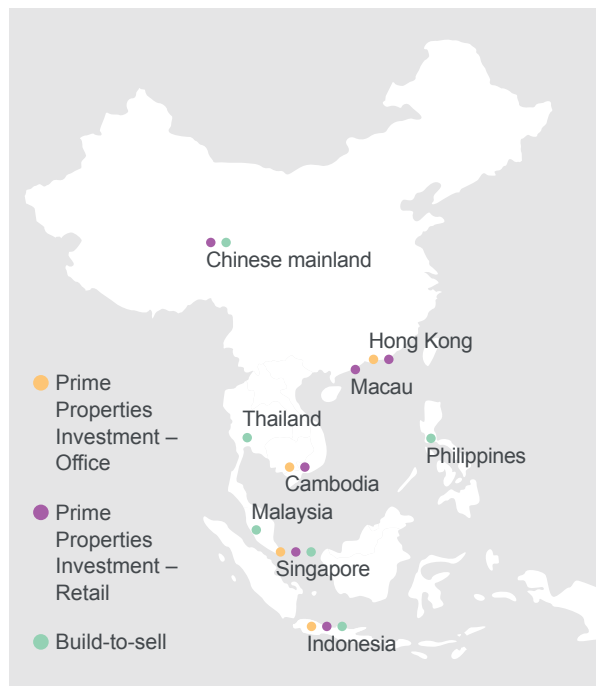 Chinese mainland
Hong Kong
Macau
Prime
Properties
Investment –
Office
Thailand
Philippines
Cambodia
Malaysia
Prime
Properties
Investment –
Retail
Singapore
Build-to-sell
Indonesia